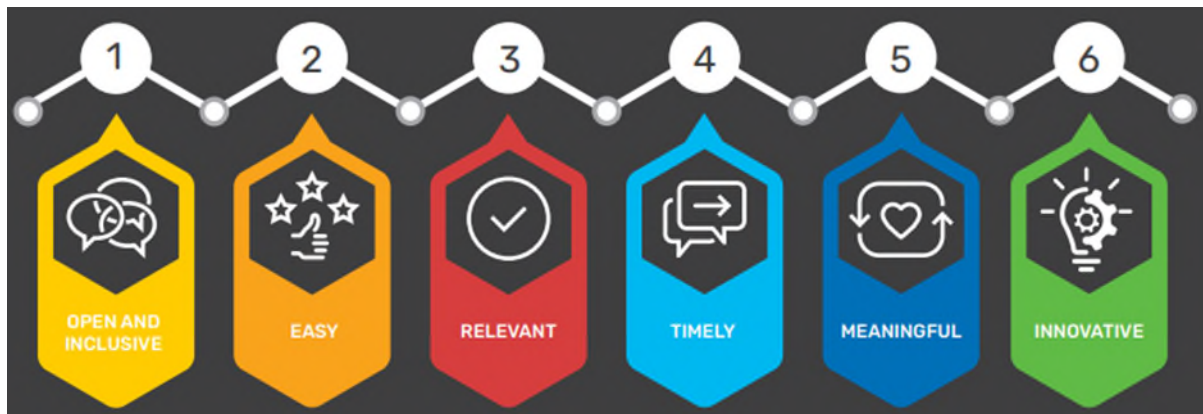 1
2
3
4
5
6
OPEN AND
INCLUSIVE
EASY
RELEVANT
TIMELY
MEANINGFUL
INNOVATIVE